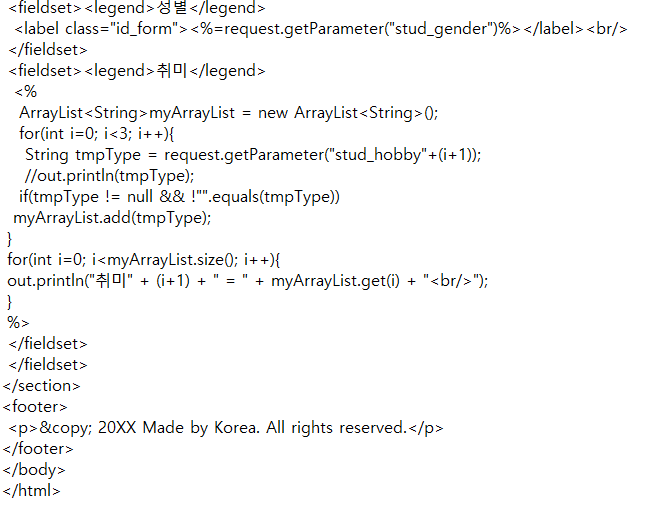 <fieldset><legend>성별</legend>
<label class="id_form"><%=request.getParameter("stud_gender")%></label><br/>
</fieldset>
<fieldset><legend>취미</legend>
<%
ArrayList<String>myArrayList = new ArrayList<String>();
for(int i=0; i<3; i++){
String tmpType = request.getParameter("stud_hobby"+(i+1));
//out.println(tmpType);
if(tmpType != null && !"".equals(tmpType))
myArrayList.add(tmpType);
}
for(int i=0; i<myArrayList.size(); i++){
out.println("취미" + (i+1) + " = " + myArrayList.get(i) + "<br/>");
}
%>
</fieldset>
</fieldset>
</section>
<footer>
<p>&copy; 20XX Made by Korea. All rights reserved.</p>
</footer>
</body>
</html>